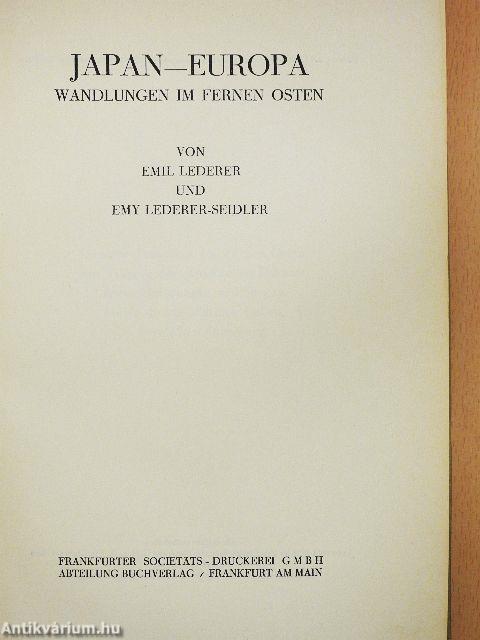 JAPAN—EUROPA
WANDLUNGEN IM FERNEN OSTEN
VON
EMIL LEDERER
UND
EMY LEDERER-SEIDLER
FRANKFURTER SOCIETÄTS - DRUCKEREI G M B H
ABTEILUNG BUCHVERLAG / FRANKFURT AM MAIN
Antikvárium.hu